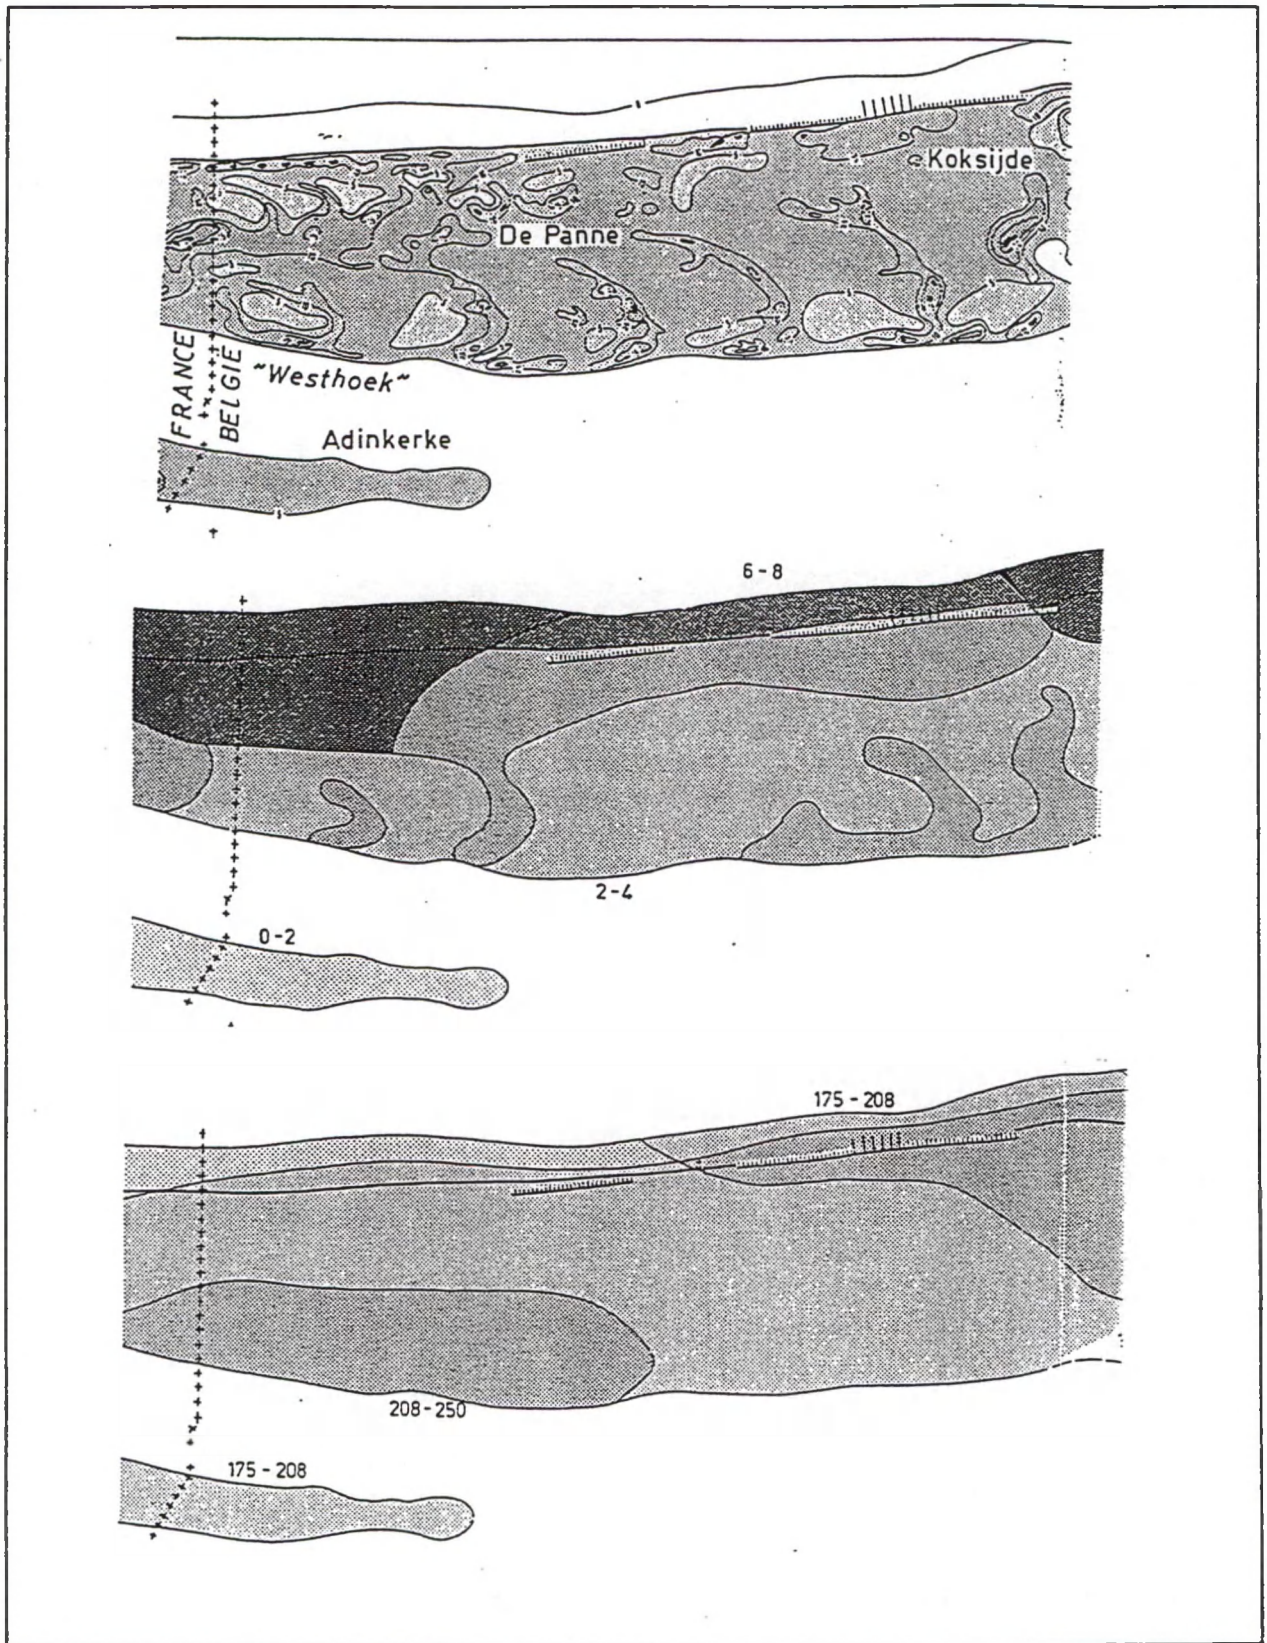 Koksijde
De Panne
FRANCE
BELGIE
"Westhoek"
Adinkerke
6-8
2-4
0-2
175-208
208-250
175-208